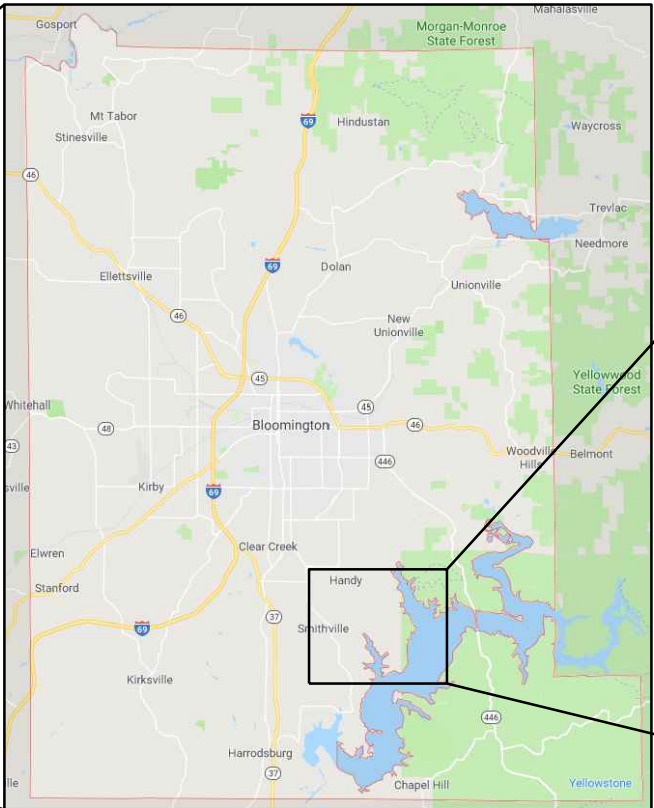 Mahalasville
Gosport
Morgan-Monroe
State Forest
Mt Tabor
69
Hindustan
Waycross
Stinesville
46
Trevlac
Needmore
69
Dolan
Ellettsville
Unionville
46
New
Unionville
45
Yellowwood
State Forest
Whitehall
45
48
Bloomington
46
43
446
Woodville
Hills
Belmont
sville
Kirby
69
Clear Creek
Elwren
Handy
Stanford
37
69
Smithville
Kirksville
446
Harrodsburg
37
lle
Chapel Hill
Yellowstone